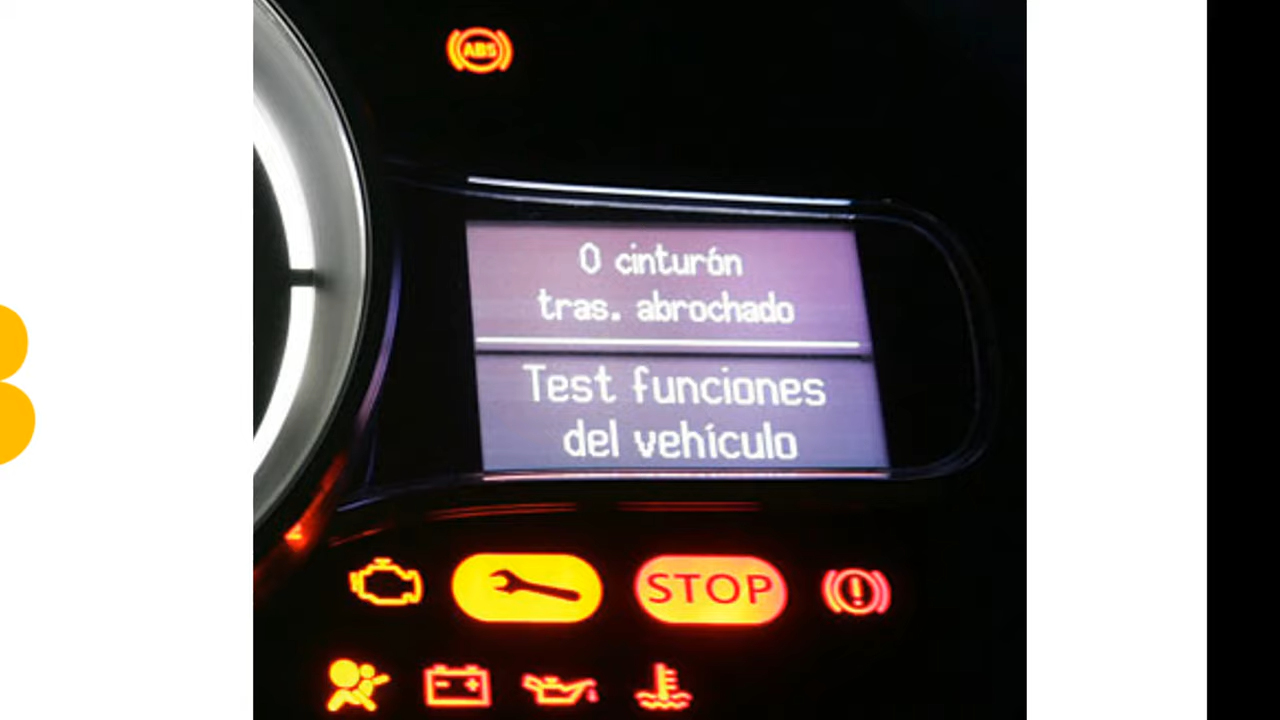 ABS
0 cinturón
tras. abrochado
Test funciones
del vehículo
STOP